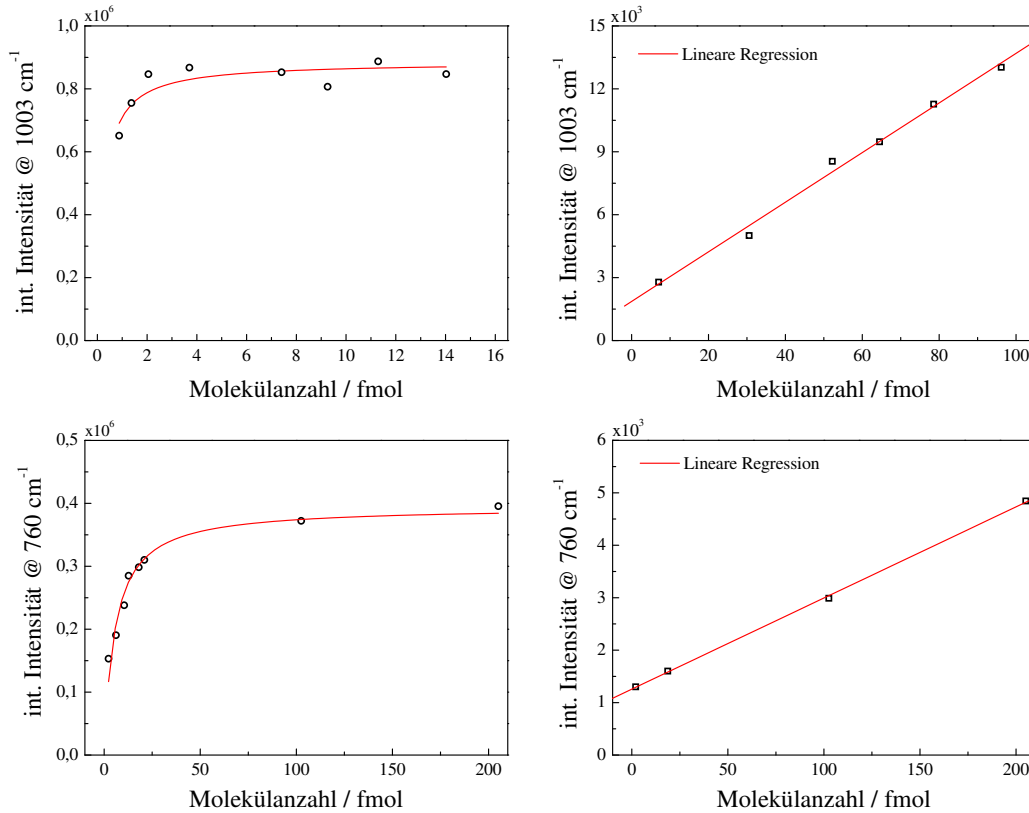 x10⁶
1,0
0,8
0,6
0,4
0,2
0,0
int. Intensität @ 1003 cm⁻¹
0 2 4 6 8 10 12 14 16
Molekülanzahl / fmol
x10³
15
12
9
6
3
0
int. Intensität @ 1003 cm⁻¹
Lineare Regression
0 20 40 60 80 100
Molekülanzahl / fmol
x10⁶
0,5
0,4
0,3
0,2
0,1
0,0
int. Intensität @ 760 cm⁻¹
0 50 100 150 200
Molekülanzahl / fmol
x10³
6
5
4
3
2
1
0
int. Intensität @ 760 cm⁻¹
Lineare Regression
0 50 100 150 200
Molekülanzahl / fmol